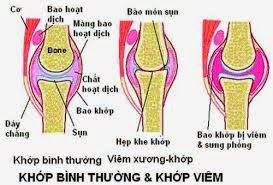 Cơ
Bao hoạt
dịch
Màng bao
hoạt dịch
Bone
Chất
hoạt
dịch
Bao khớp
Dây
chằng
Sụn
Bào mòn sụn
Hẹp khe khớp
Bao khớp bị viêm
& sưng phồng
Khớp bình thường
Viêm xương-khớp
KHỚP BÌNH THƯỜNG & KHỚP VIÊM